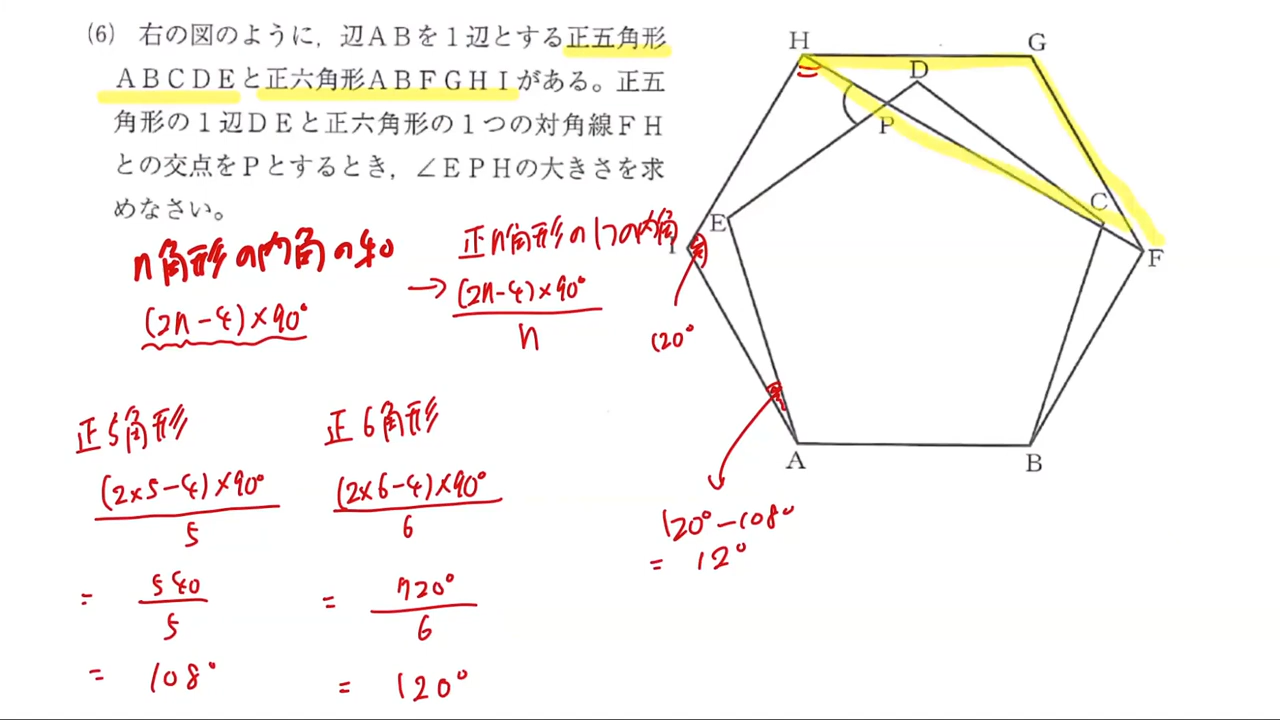 (6) 右の図のように，辺ABを1辺とする正五角形
ABCDEと正六角形ABFGHIがある。正五
角形の1辺DEと正六角形の1つの対角線FH
との交点をPとするとき，∠EPHの大きさを求
めなさい。
n角形の内角の和
(2n-4)×90°
正n角形の1つの内角
→ (2n-4)×90°
n
正5角形
(2×5-4)×90°
5
= 540
5
= 108°
正6角形
(2×6-4)×90°
6
= 720°
6
= 120°
H
G
D
P
E
C
I
F
A
B
120°
120°-108°
= 12°